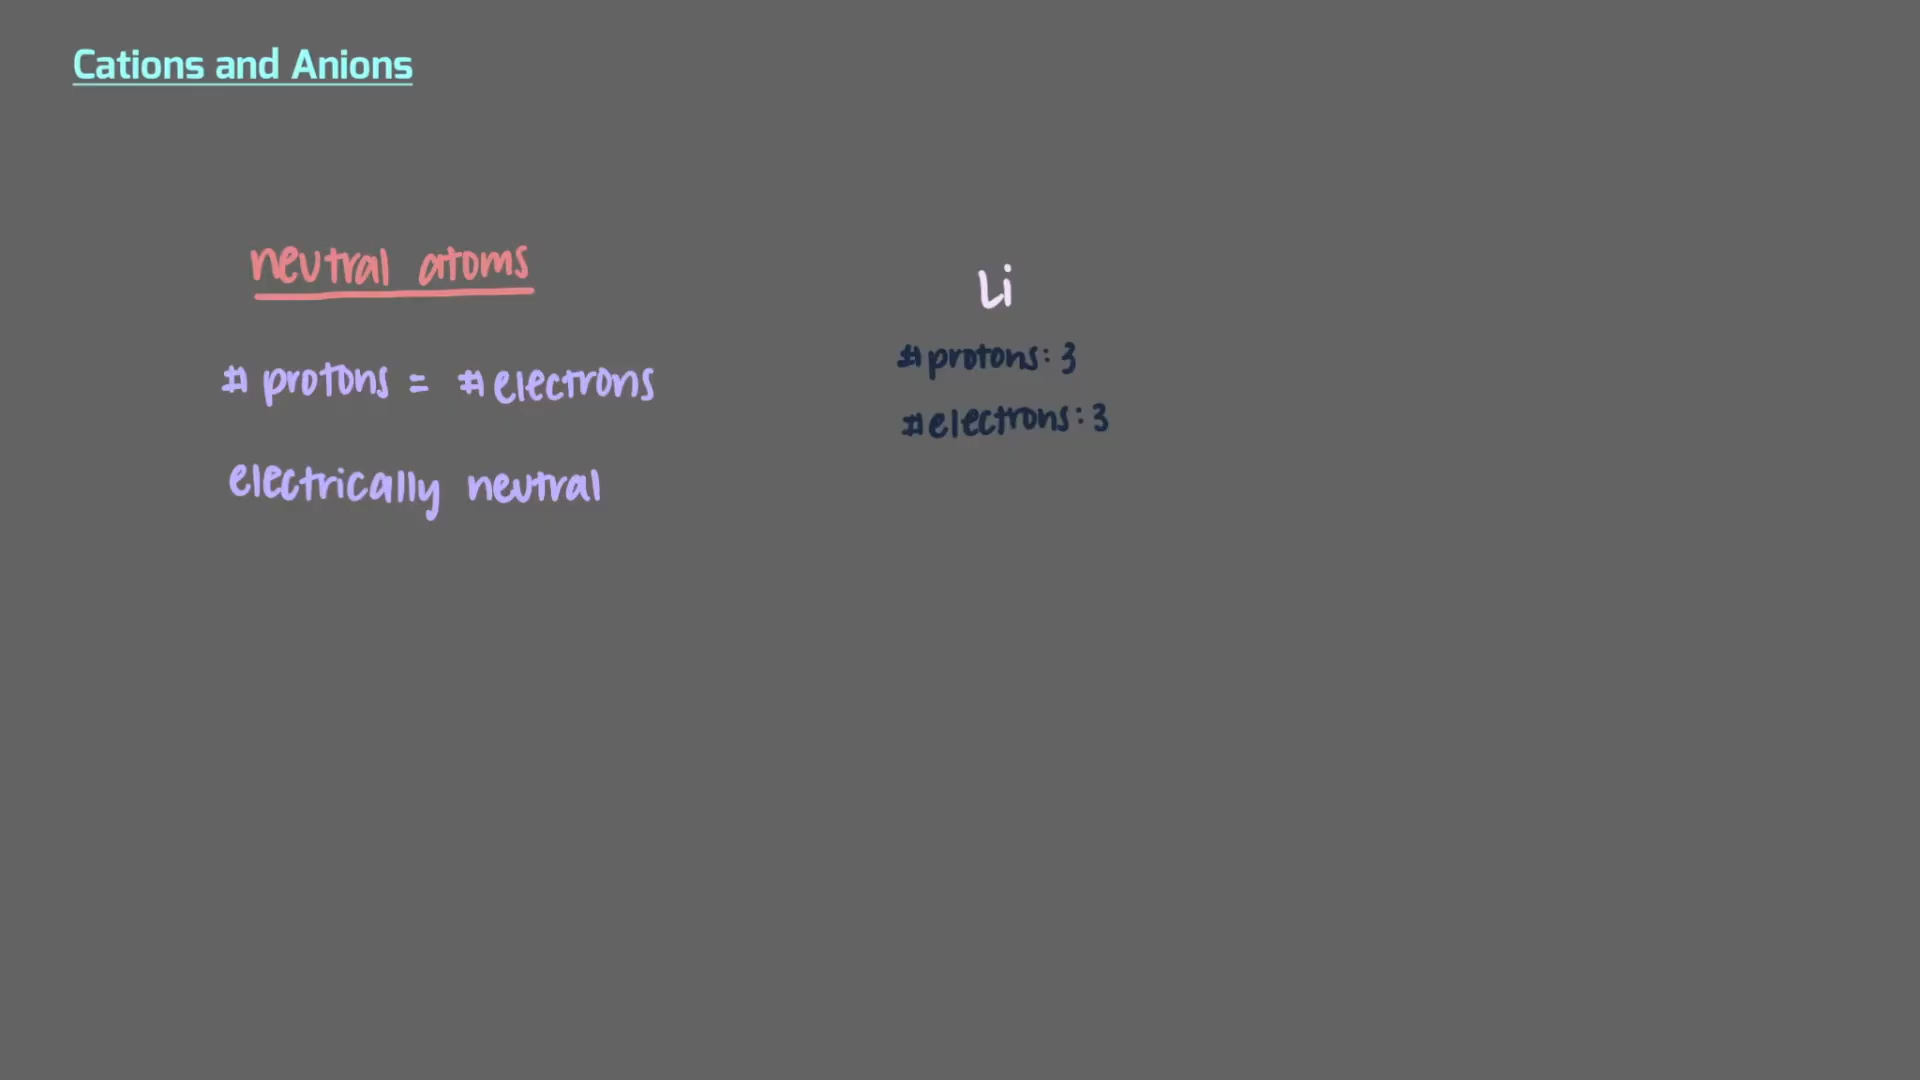 Cations and Anions
neutral atoms
# protons = # electrons
electrically neutral
Li
# protons: 3
# electrons: 3